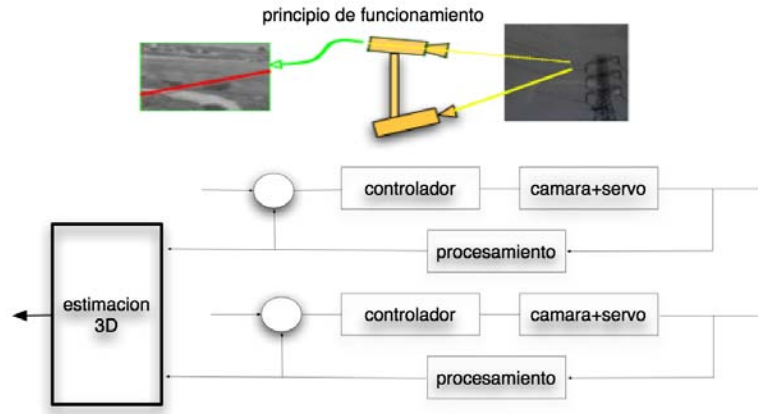 principio de funcionamiento
controlador
camara+servo
procesamiento
estimacion
3D
controlador
camara+servo
procesamiento